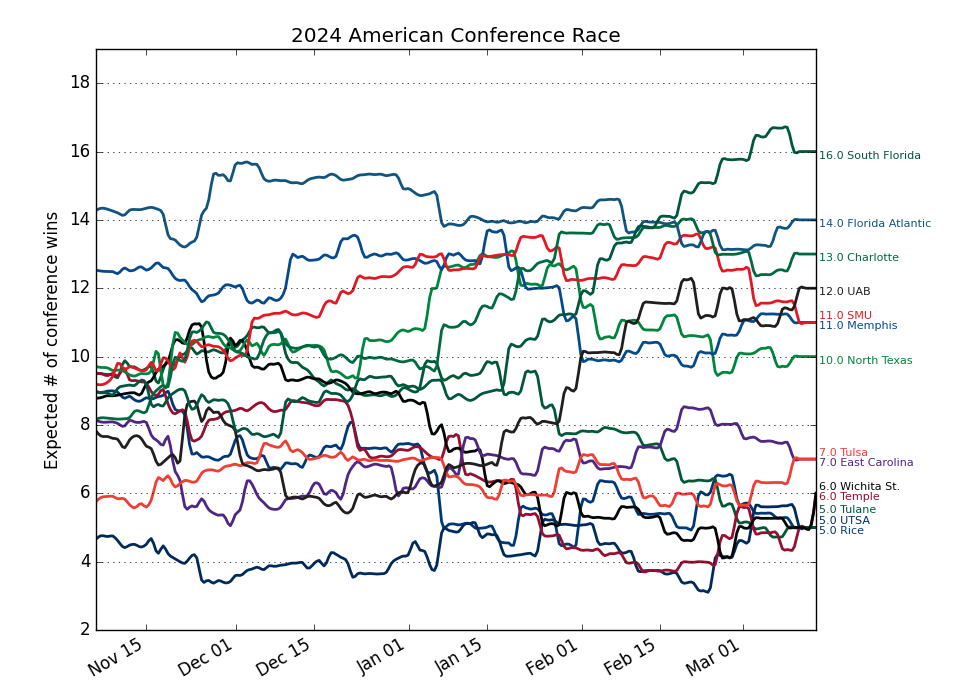 2024 American Conference Race
Expected # of conference wins
18
16
14
12
10
8
6
4
2
Nov 15
Dec 01
Dec 15
Jan 01
Jan 15
Feb 01
Feb 15
Mar 01
16.0 South Florida
14.0 Florida Atlantic
13.0 Charlotte
12.0 UAB
11.0 SMU
11.0 Memphis
10.0 North Texas
7.0 Tulsa
7.0 East Carolina
6.0 Wichita St.
6.0 Temple
5.0 Tulane
5.0 UTSA
5.0 Rice